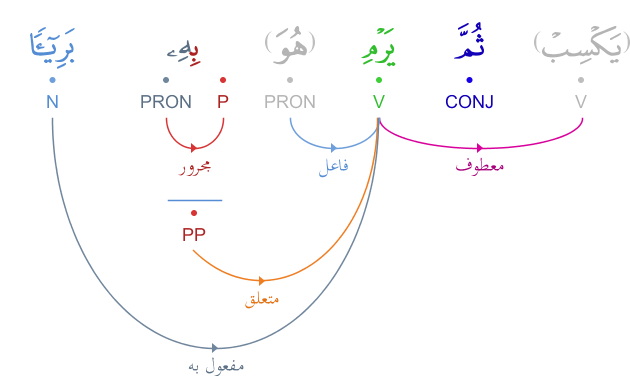 (يَكْسِبْ) ثُمَّ يَرْمِ (هُوَ) بِهِۦ بَرِيٓـًٔا
V CONJ V PRON P PRON N
مجرور فاعل معطوف
PP
متعلق
مفعول به